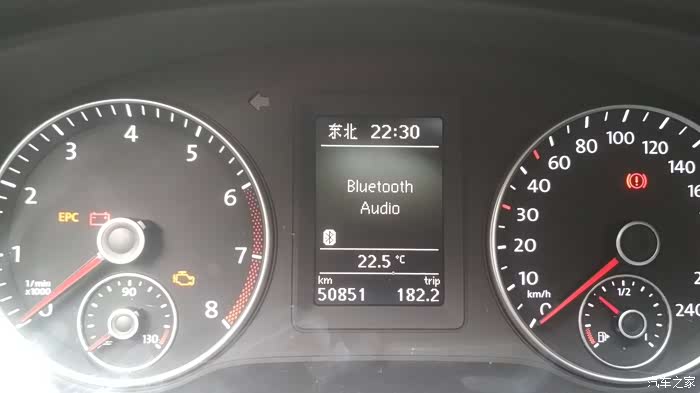 东北 22:30
Bluetooth
Audio
22.5 °C
km trip
50851 182.2
1 2 3 4 5 6 7 8
EPC
1/min
x1000
90
130
0 10 20 30 40 60 80 100 120 140
240
km/h
1/2
汽车之家